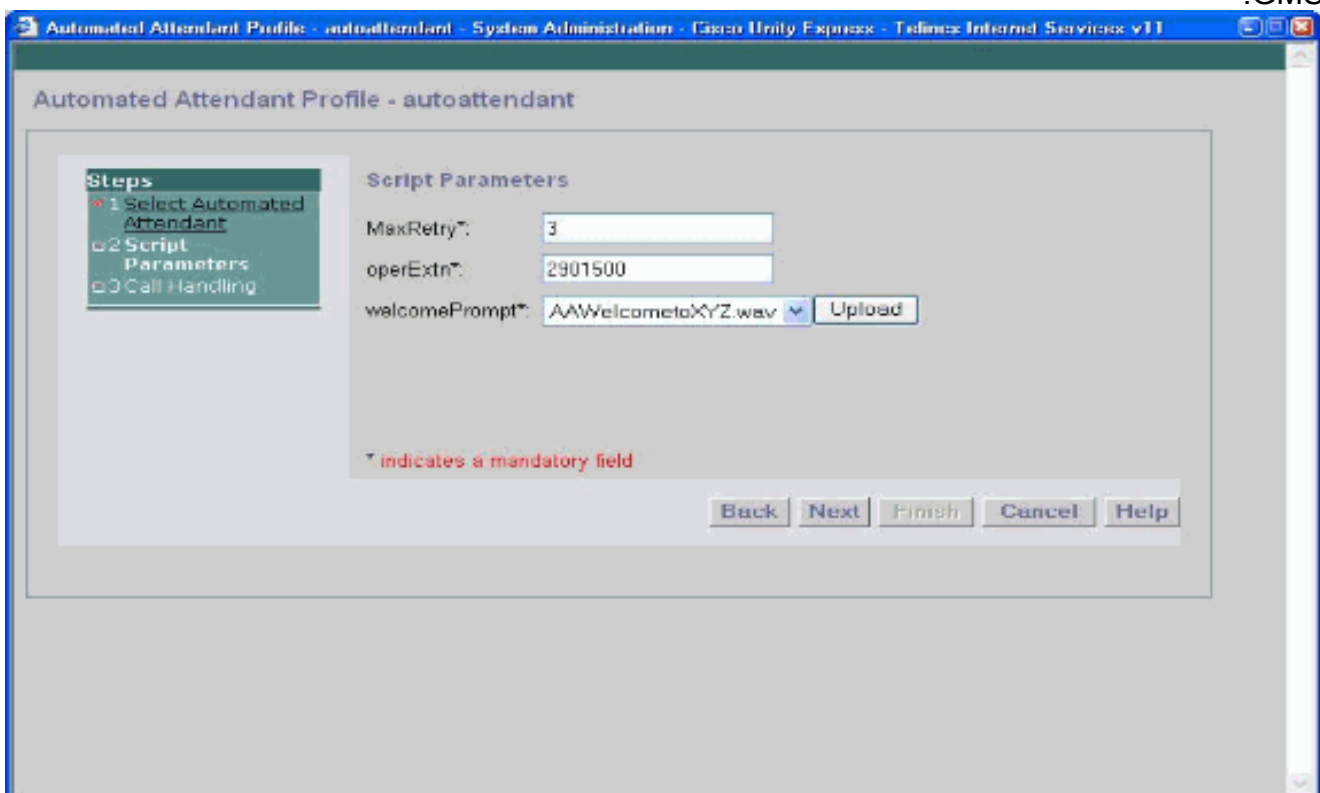 .CME
Automated Attendant Profile - autoattendant - System Administration - Cisco Unity Express - Telmex Internet Services v11
Automated Attendant Profile - autoattendant
Steps
1 Select Automated
Attendant
2 Script
Parameters
3 Call Handling
Script Parameters
MaxRetry*:
3
operExtn*:
2901500
welcomePrompt*:
AAWelcometoXYZ.wav
Upload
* indicates a mandatory field
Back
Next
Finish
Cancel
Help